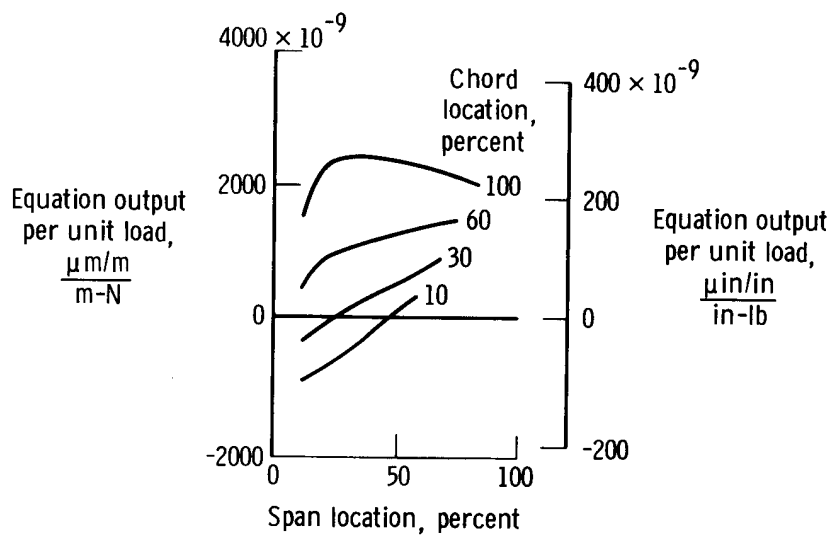 4000 × 10⁻⁹
2000
0
-2000
Equation output
per unit load,
μm/m
m-N
Chord
location,
percent
100
60
30
10
400 × 10⁻⁹
200
0
-200
Equation output
per unit load,
μin/in
in-lb
0
50
100
Span location, percent